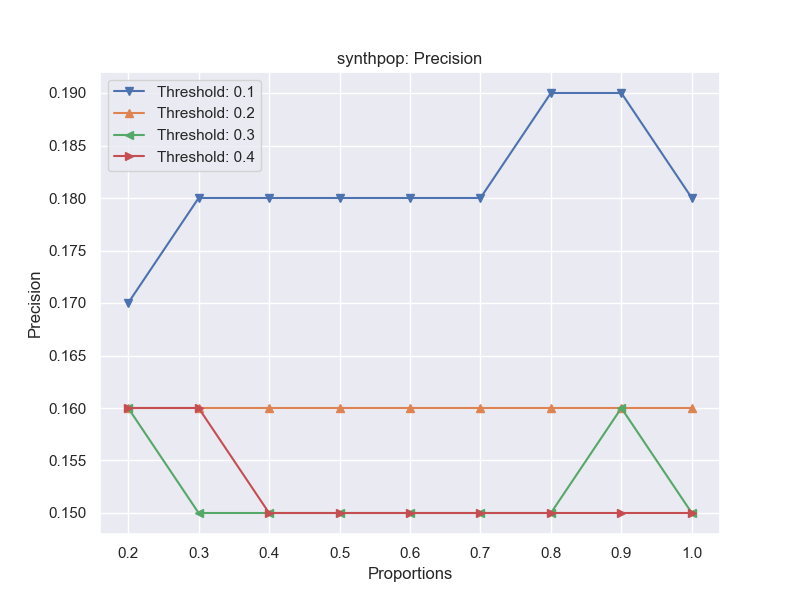 synthpop: Precision
Threshold: 0.1
Threshold: 0.2
Threshold: 0.3
Threshold: 0.4
Precision
0.190
0.185
0.180
0.175
0.170
0.165
0.160
0.155
0.150
0.2 0.3 0.4 0.5 0.6 0.7 0.8 0.9 1.0
Proportions